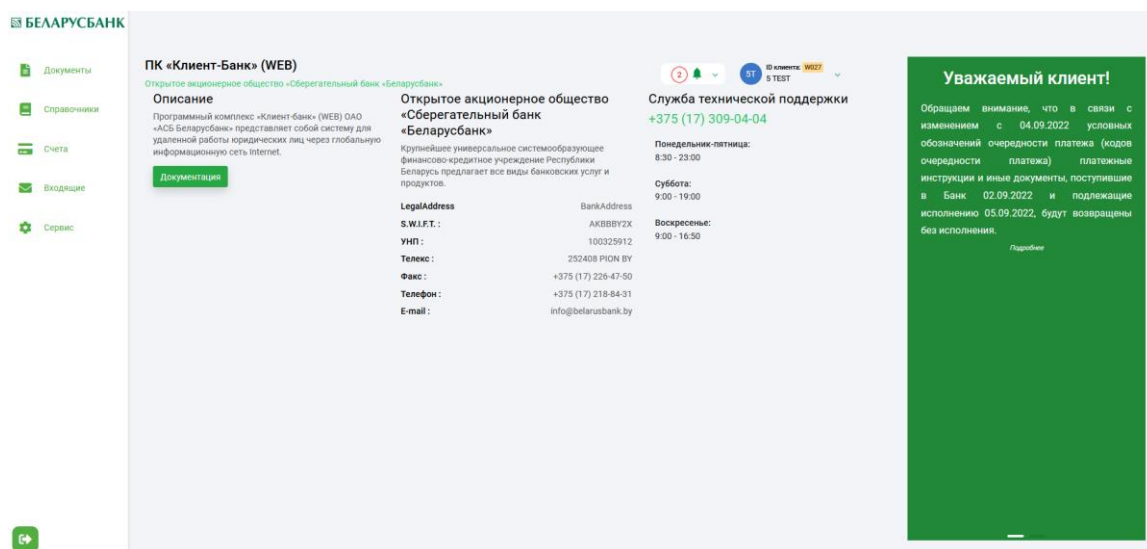 БЕЛАРУСБАНК
Документы
Справочники
Счета
Входящие
Сервис
ПК «Клиент-Банк» (WEB)
Открытое акционерное общество «Сберегательный банк «Беларусбанк»
2
ST
ID клиента: W027
S TEST
Описание
Программный комплекс «Клиент-банк» (WEB) ОАО
«АСБ Беларусбанк» представляет собой систему для
удаленной работы юридических лиц через глобальную
информационную сеть Internet.
Документация
Открытое акционерное общество
«Сберегательный банк
«Беларусбанк»
Крупнейшее универсальное системообразующее
финансово-кредитное учреждение Республики
Беларусь предлагает все виды банковских услуг и
продуктов.
LegalAddress BankAddress
S.W.I.F.T. : AKBBBY2X
УНП : 100325912
Телекс : 252408 PION BY
Факс : +375 (17) 226-47-50
Телефон : +375 (17) 218-84-31
E-mail : info@belarusbank.by
Служба технической поддержки
+375 (17) 309-04-04
Понедельник-пятница:
8:30 - 23:00
Суббота:
9:00 - 19:00
Воскресенье:
9:00 - 16:50
Уважаемый клиент!
Обращаем внимание, что в связи с
изменением с 04.09.2022 условных
обозначений очередности платежа (кодов
очередности платежа) платежные
инструкции и иные документы, поступившие
в Банк 02.09.2022 и подлежащие
исполнению 05.09.2022, будут возвращены
без исполнения.
Подробнее